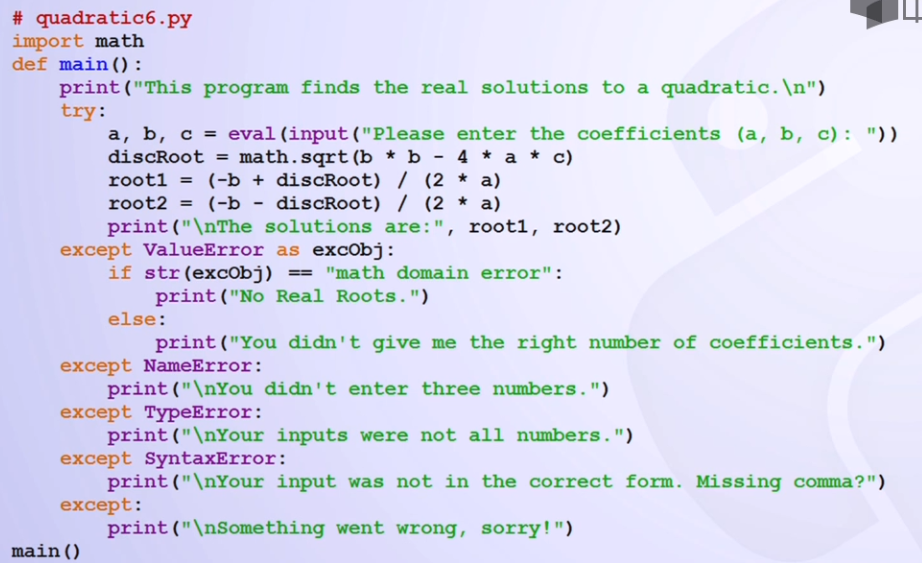 # quadratic6.py
import math
def main():
    print("This program finds the real solutions to a quadratic.\n")
    try:
        a, b, c = eval(input("Please enter the coefficients (a, b, c): "))
        discRoot = math.sqrt(b * b - 4 * a * c)
        root1 = (-b + discRoot) / (2 * a)
        root2 = (-b - discRoot) / (2 * a)
        print("\nThe solutions are:", root1, root2)
    except ValueError as excObj:
        if str(excObj) == "math domain error":
            print("No Real Roots.")
        else:
            print("You didn't give me the right number of coefficients.")
    except NameError:
        print("\nYou didn't enter three numbers.")
    except TypeError:
        print("\nYour inputs were not all numbers.")
    except SyntaxError:
        print("\nYour input was not in the correct form. Missing comma?")
    except:
        print("\nSomething went wrong, sorry!")
main()